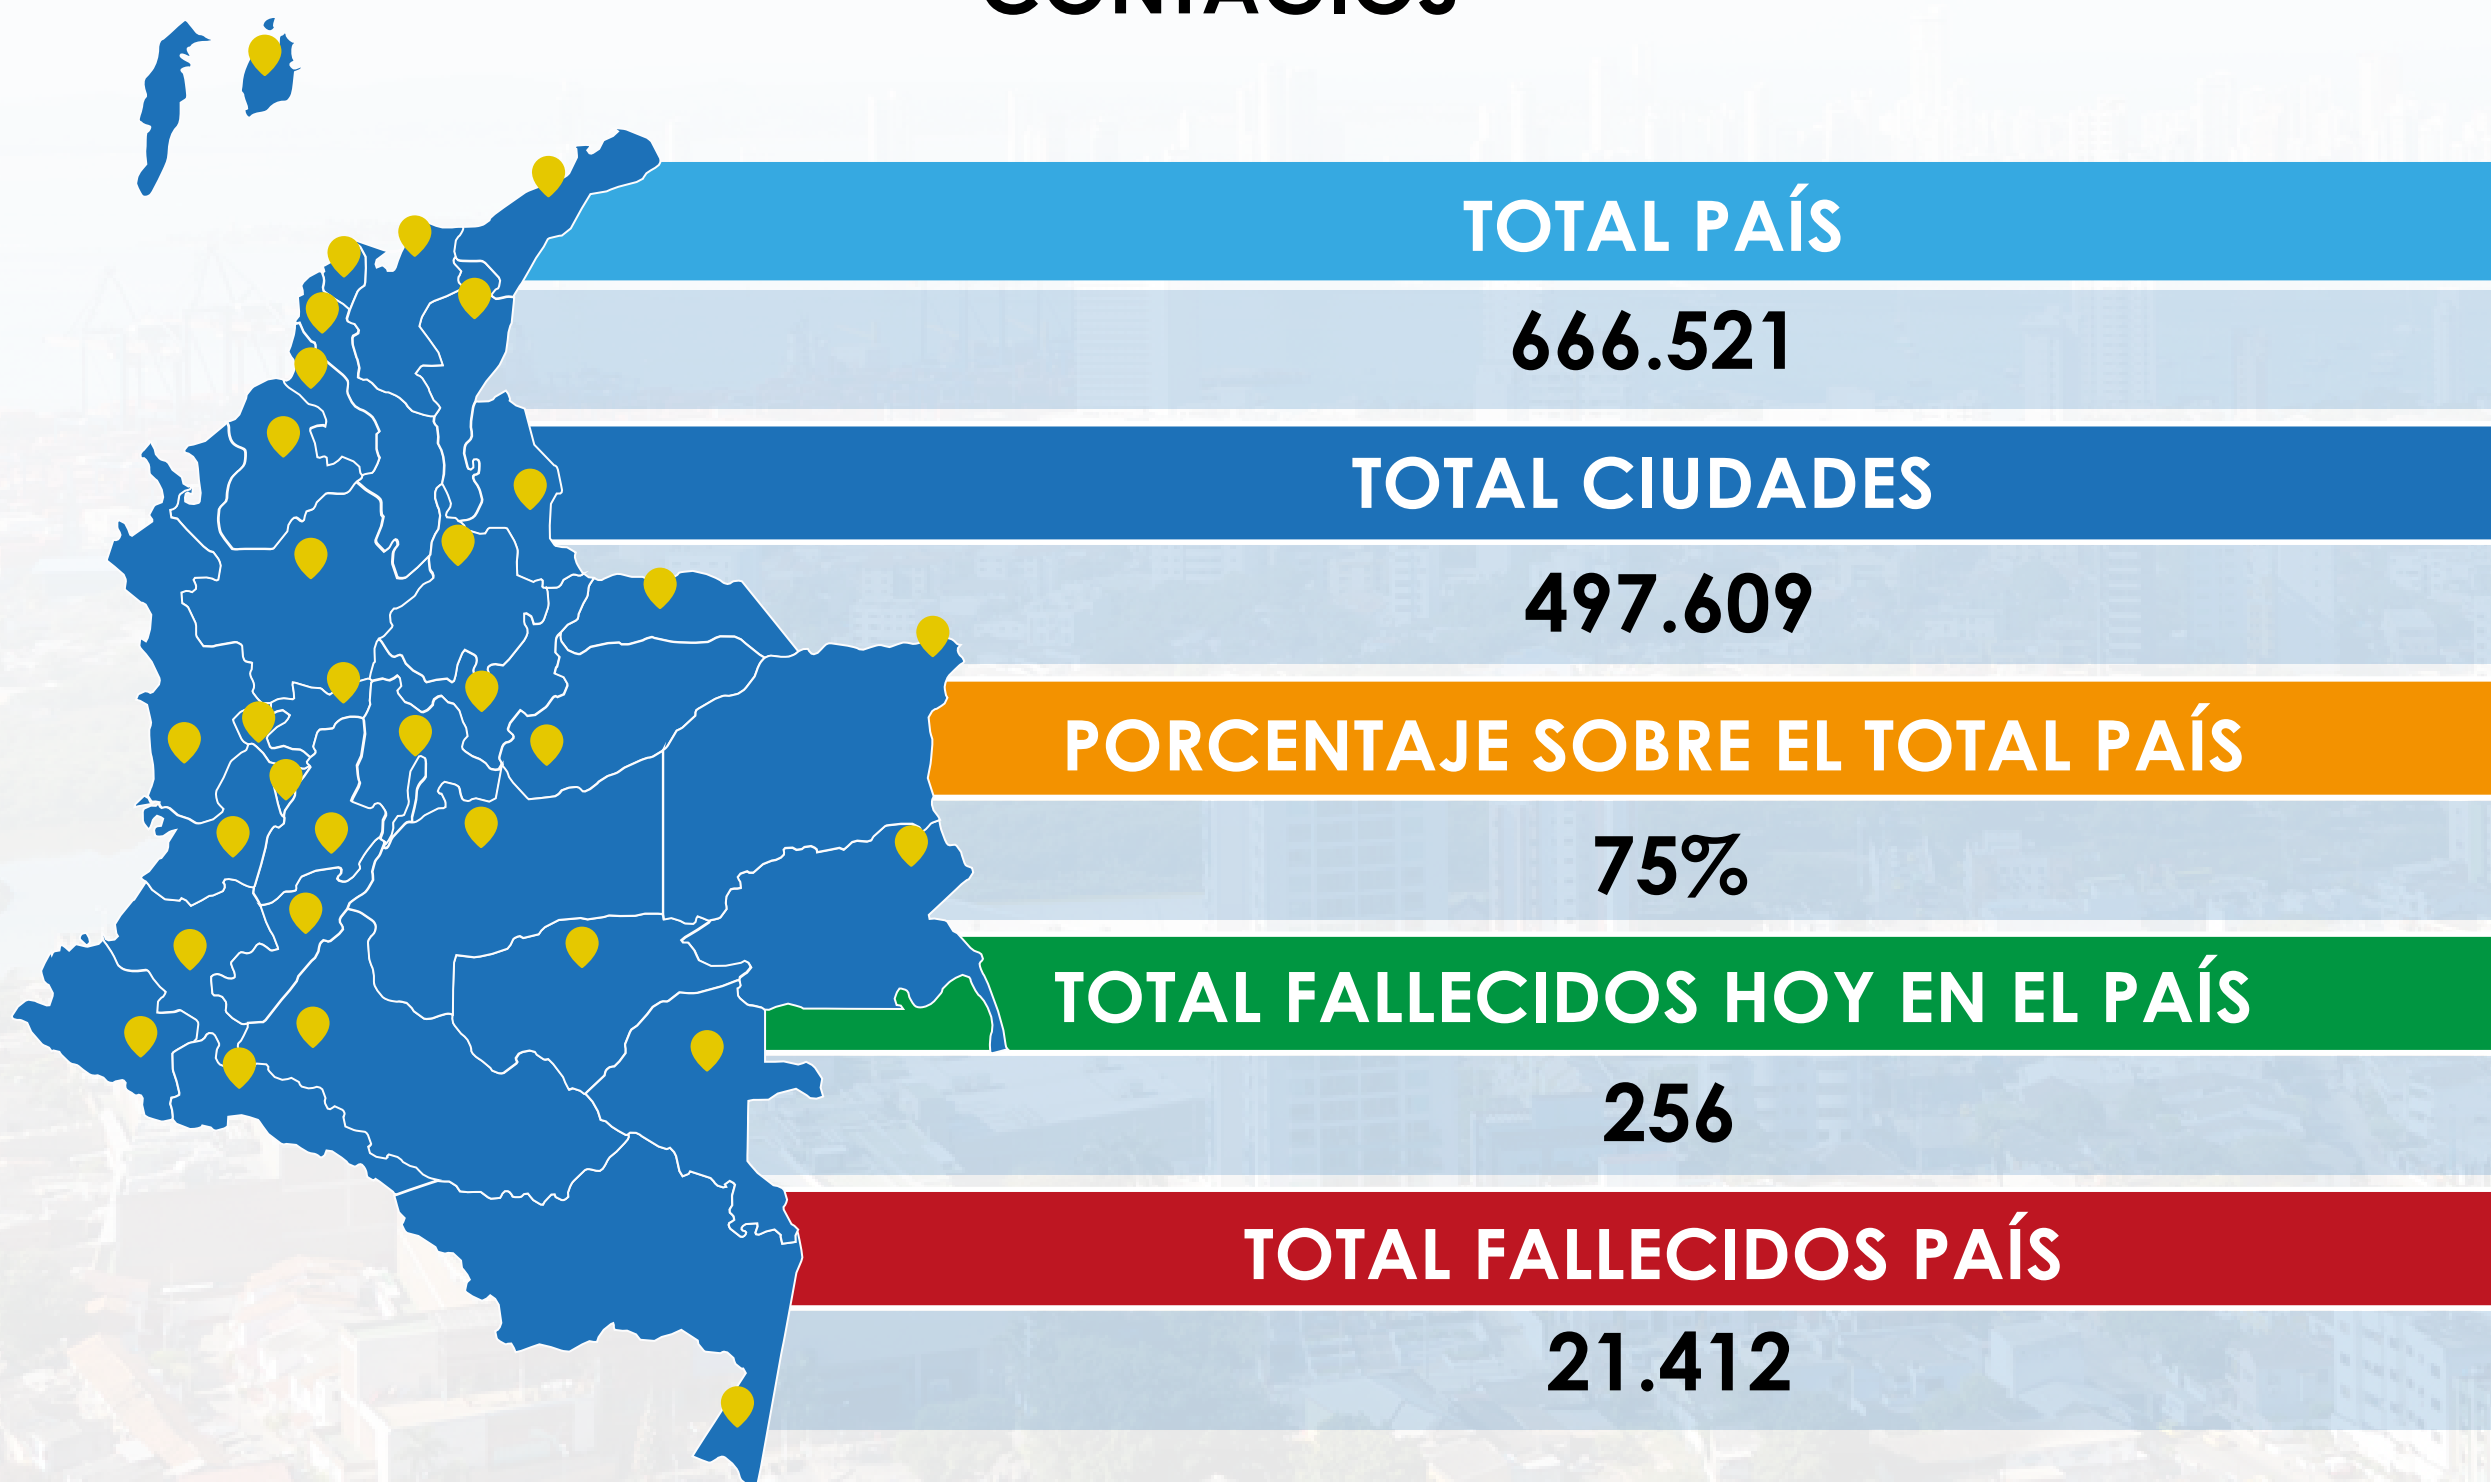 CONTAGIOS
TOTAL PAÍS
666.521
TOTAL CIUDADES
497.609
PORCENTAJE SOBRE EL TOTAL PAÍS
75%
TOTAL FALLECIDOS HOY EN EL PAÍS
256
TOTAL FALLECIDOS PAÍS
21.412